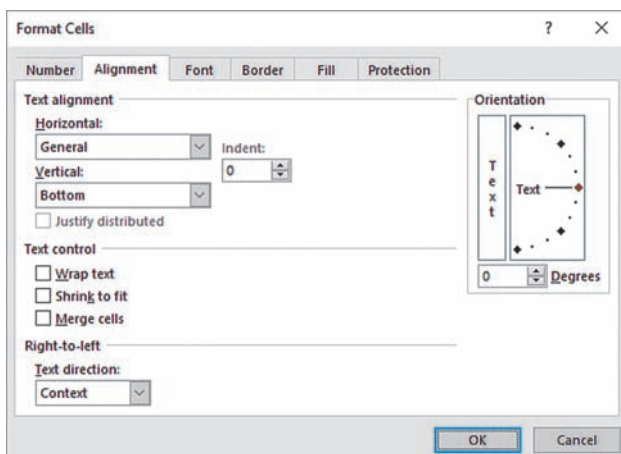 Format Cells ? ×
Number Alignment Font Border Fill Protection
Text alignment
Horizontal:
General
Indent:
0
Vertical:
Bottom
Justify distributed
Text control
Wrap text
Shrink to fit
Merge cells
Right-to-left
Text direction:
Context
Orientation
Text
Text
0 Degrees
OK Cancel